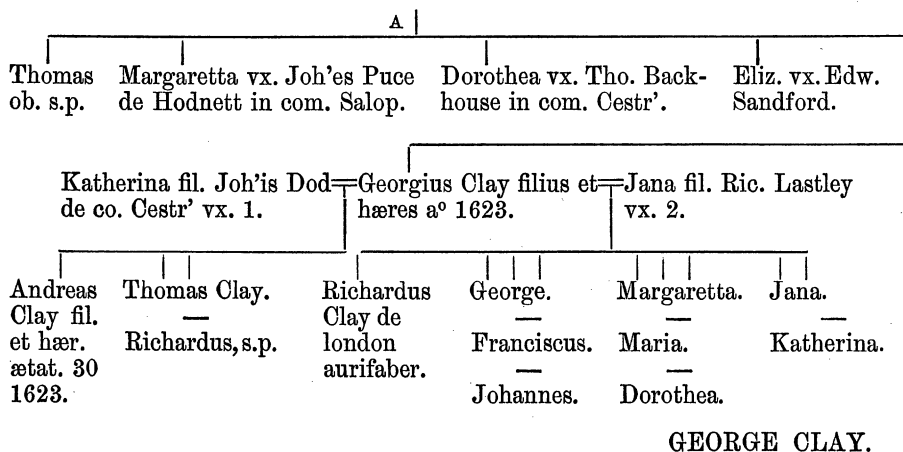 A
Thomas
ob. s.p.
Margaretta vx. Joh'es Puce
de Hodnett in com. Salop.
Dorothea vx. Tho. Back-
house in com. Cestr'.
Eliz. vx. Edw.
Sandford.
Katherina fil. Joh'is Dod
de co. Cestr' vx. 1.
Georgius Clay filius et
hæres aº 1623.
Jana fil. Ric. Lastley
vx. 2.
Andreas
Clay fil.
et hær.
ætat. 30
1623.
Thomas Clay.
Richardus, s.p.
Richardus
Clay de
london
aurifaber.
George.
Franciscus.
Johannes.
Margaretta.
Maria.
Dorothea.
Jana.
Katherina.
GEORGE CLAY.